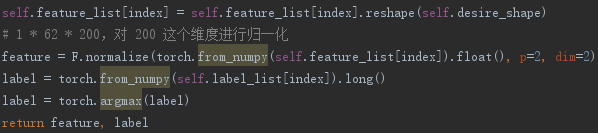 self.feature_list[index] = self.feature_list[index].reshape(self.desire_shape)
# 1 * 62 * 200，对 200 这个维度进行归一化
feature = F.normalize(torch.from_numpy(self.feature_list[index]).float(), p=2, dim=2)
label = torch.from_numpy(self.label_list[index]).long()
label = torch.argmax(label)
return feature, label